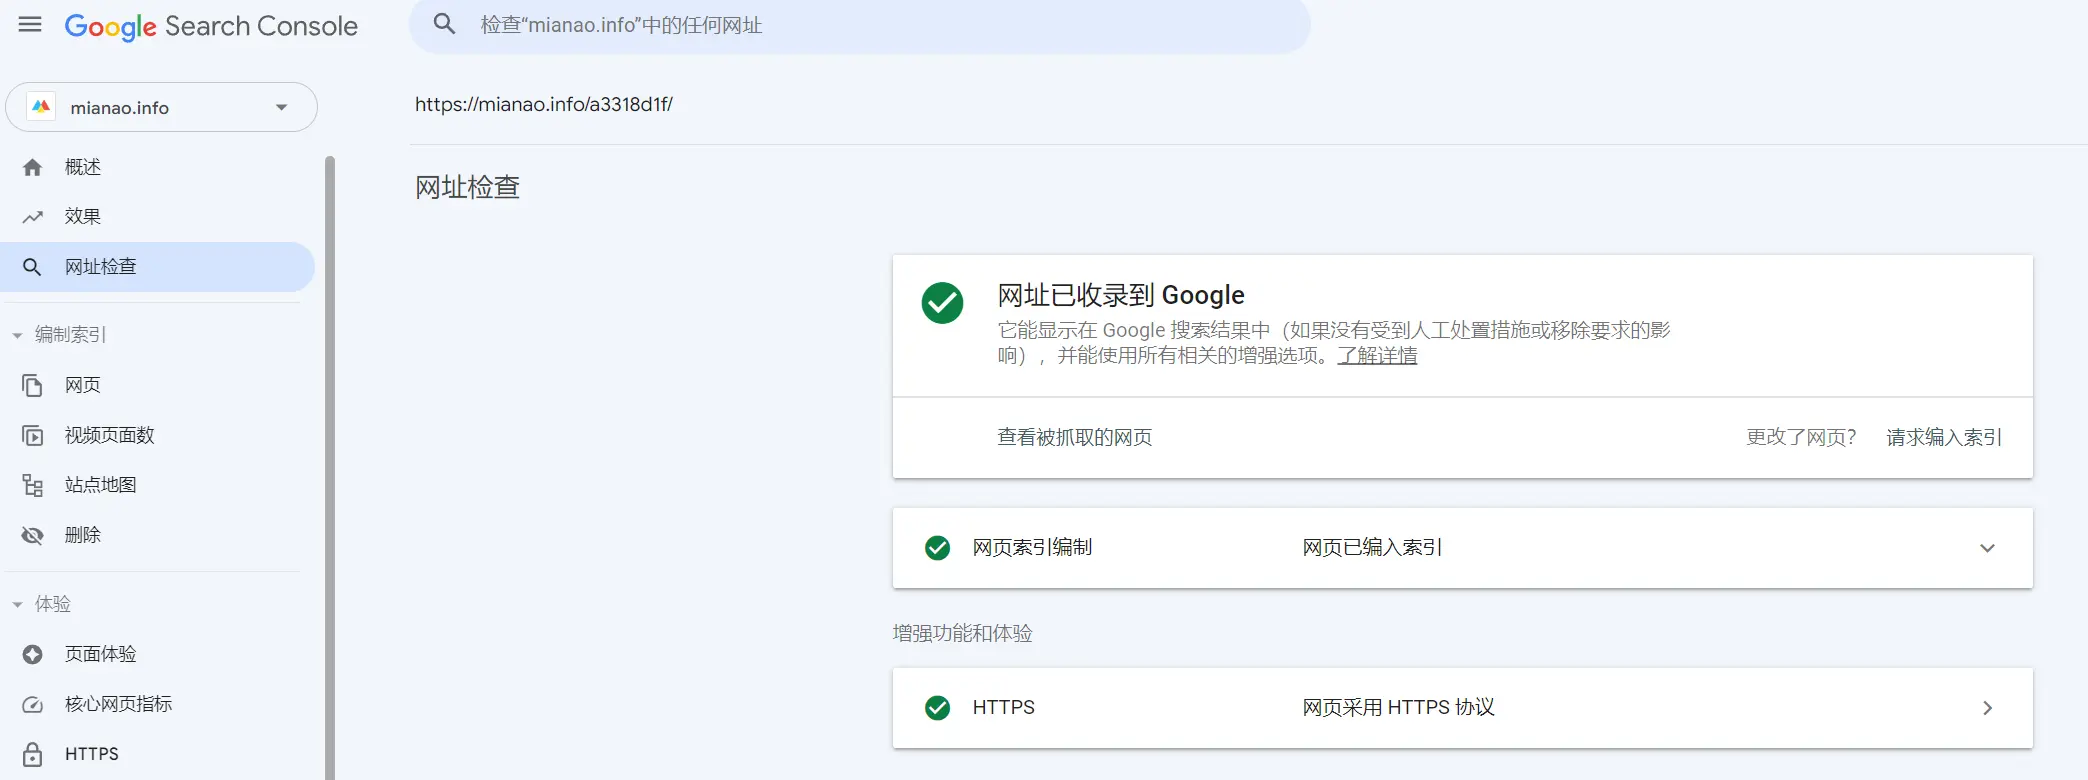 Google Search Console
检查“mianao.info”中的任何网址
mianao.info
https://mianao.info/a3318d1f/
概述
效果
网址检查
编制索引
网页
视频页面数
站点地图
删除
体验
页面体验
核心网页指标
HTTPS
网址检查
网址已收录到 Google
它能显示在 Google 搜索结果中（如果没有受到人工处置措施或移除要求的影
响），并能使用所有相关的增强选项。了解详情
查看被抓取的网页
更改了网页？ 请求编入索引
网页索引编制 网页已编入索引
增强功能和体验
HTTPS 网页采用 HTTPS 协议